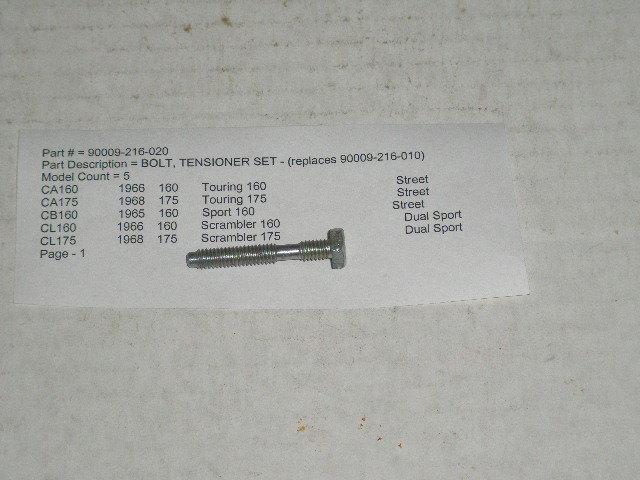 Part # = 90009-216-020
Part Description = BOLT, TENSIONER SET - (replaces 90009-216-010)
Model Count = 5
CA160 1966 160 Touring 160 Street
CA175 1968 175 Touring 175 Street
CB160 1965 160 Sport 160 Street
CL160 1966 160 Scrambler 160 Dual Sport
CL175 1968 175 Scrambler 175 Dual Sport
Page - 1